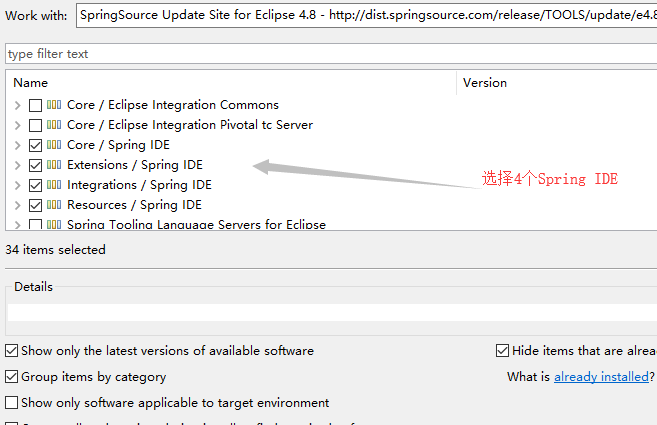 Work with: SpringSource Update Site for Eclipse 4.8 - http://dist.springsource.com/release/TOOLS/update/e4.8
type filter text
Name Version
Core / Eclipse Integration Commons
Core / Eclipse Integration Pivotal tc Server
Core / Spring IDE
Extensions / Spring IDE
选择4个Spring IDE
Integrations / Spring IDE
Resources / Spring IDE
Spring Tooling Language Servers for Eclipse
34 items selected
Details
Show only the latest versions of available software Hide items that are alrea
Group items by category What is already installed?
Show only software applicable to target environment